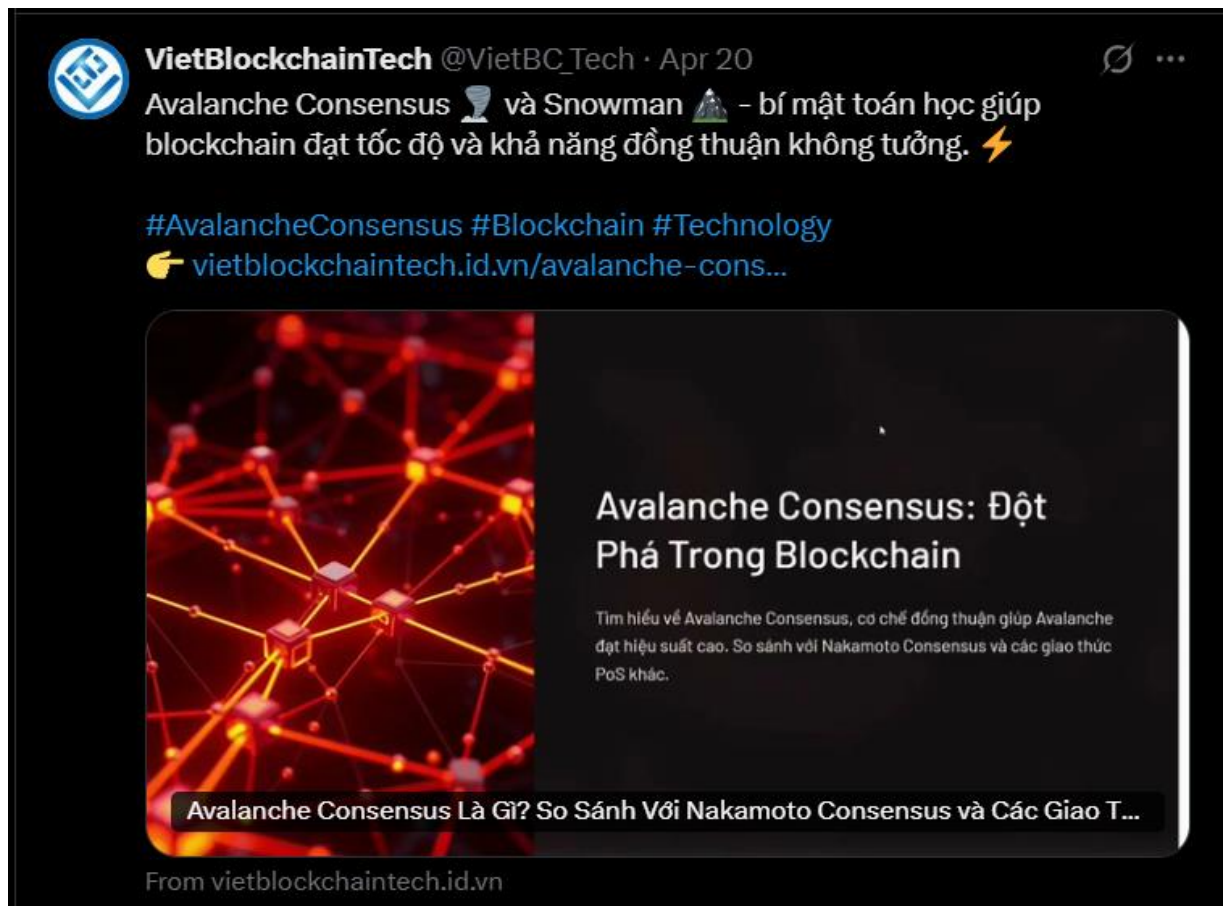 VietBlockchainTech @VietBC_Tech · Apr 20
Avalanche Consensus 🌪️ và Snowman 🏔️ - bí mật toán học giúp
blockchain đạt tốc độ và khả năng đồng thuận không tưởng. ⚡
#AvalancheConsensus #Blockchain #Technology
👉 vietblockchaintech.id.vn/avalanche-cons...
Avalanche Consensus: Đột
Phá Trong Blockchain
Tìm hiểu về Avalanche Consensus, cơ chế đồng thuận giúp Avalanche
đạt hiệu suất cao. So sánh với Nakamoto Consensus và các giao thức
PoS khác.
Avalanche Consensus Là Gì? So Sánh Với Nakamoto Consensus và Các Giao T...
From vietblockchaintech.id.vn